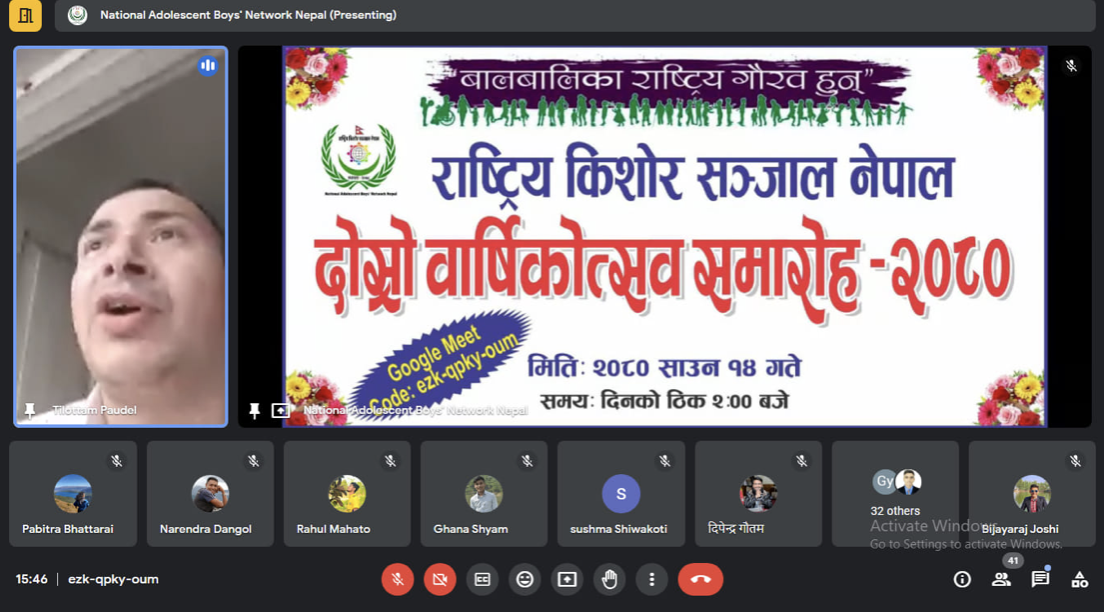 National Adolescent Boys' Network Nepal (Presenting)
"बालबालिका राष्ट्रिय गौरव हुन्"
National Adolescent Boys' Network Nepal
राष्ट्रिय किशोर सञ्जाल नेपाल
दोस्रो वार्षिकोत्सव समारोह -२०८०
Google Meet
Code: ezk-qpky-oum
मिति: २०८० साउन १४ गते
समय: दिनको ठिक २:०० बजे
Tilottam Paudel
National Adolescent Boys' Network Nepal
Pabitra Bhattarai
Narendra Dangol
Rahul Mahato
Ghana Shyam
S
sushma Shiwakoti
दिपेन्द्र गौतम
Gy
32 others
Bijayaraj Joshi
Activate Windows
Go to Settings to activate Windows.
15:46 | ezk-qpky-oum
41